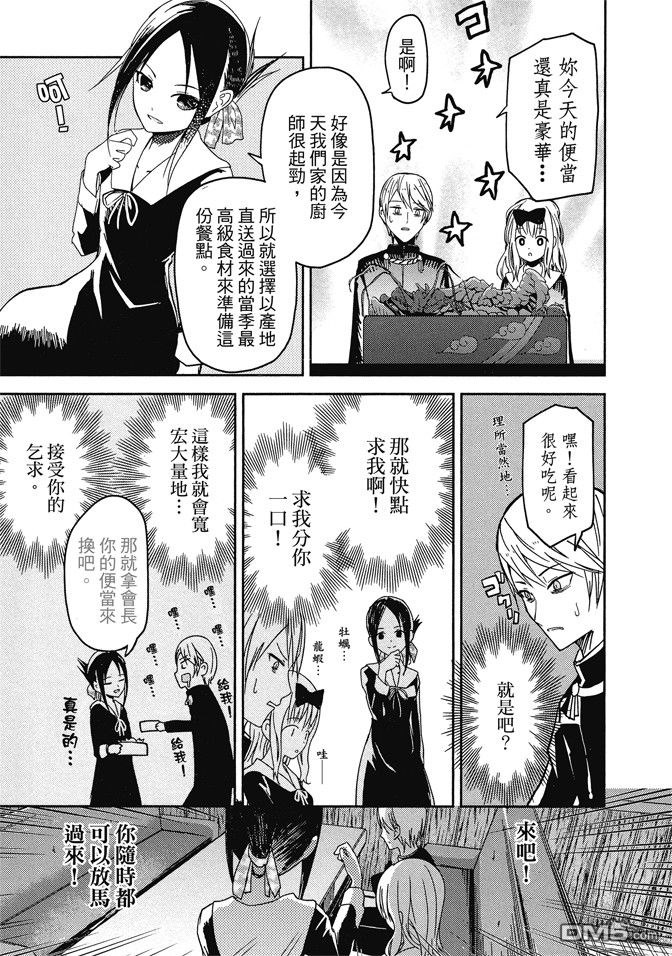 妳今天的便當
還真是豪華…
是啊！
好像是因為今
天我們家的廚
師很起勁，
所以就選擇以產地
直送過來的當季最
高級食材來準備這
份餐點。
呵！
嘿！看起來
很好吃呢。
理所當然地…
就是吧？
那就快點
求我啊！
求我分你
一口！
牡蠣…
龍蝦…
哇——
這樣我就會寬
宏大量地…
接受你的
乞求。
那就拿會長
你的便當來
換吧。
嘿…
嘿…
嘿…
嘿…
給我！
給我！
真是的…
來吧！
你隨時都
可以放馬
過來！
DM5.com